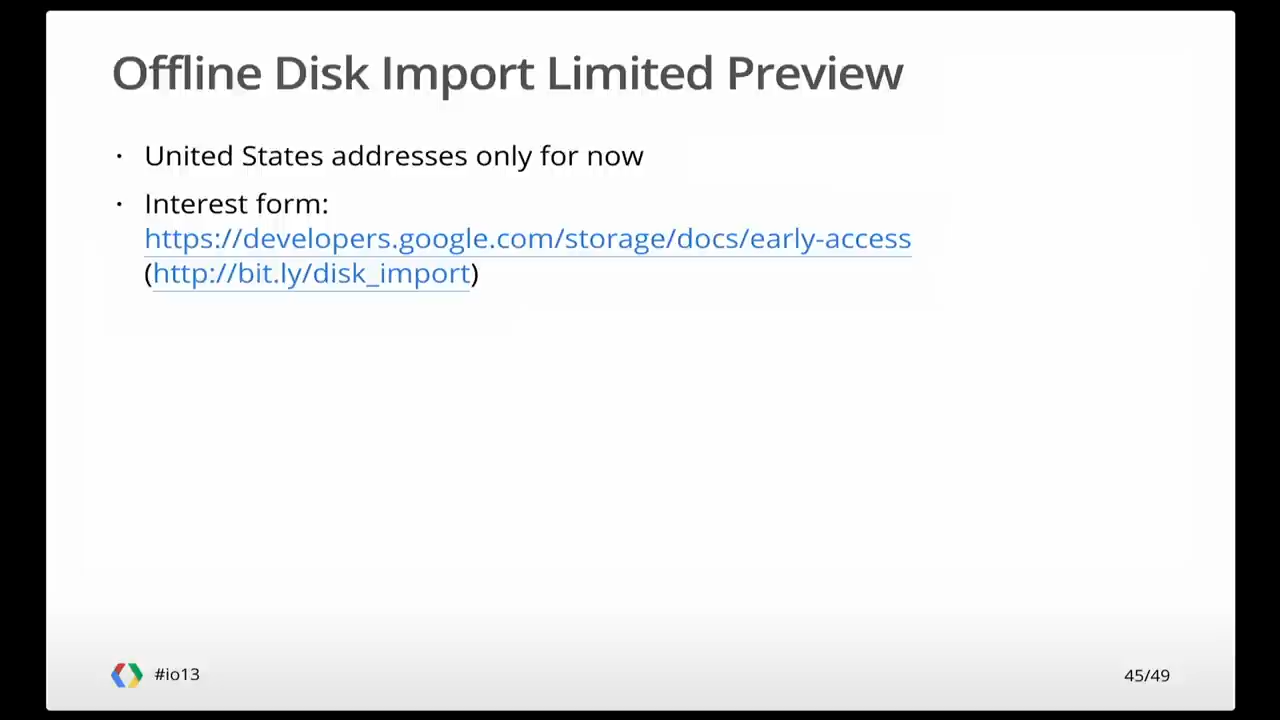 Offline Disk Import Limited Preview
• United States addresses only for now
• Interest form:
https://developers.google.com/storage/docs/early-access
(http://bit.ly/disk_import)
#io13
45/49